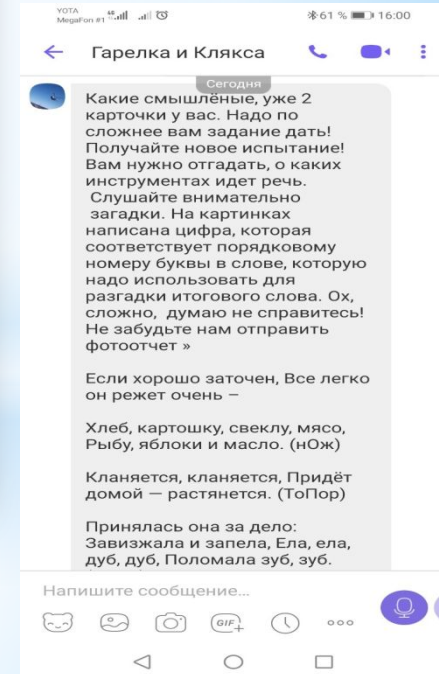 YOTA
MegaFon #1 4G 61 % 16:00
Гарелка и Клякса
Сегодня
Какие смышлёные, уже 2
карточки у вас. Надо по
сложнее вам задание дать!
Получайте новое испытание!
Вам нужно отгадать, о каких
инструментах идет речь.
Слушайте внимательно
загадки. На картинках
написана цифра, которая
соответствует порядковому
номеру буквы в слове, которую
надо использовать для
разгадки итогового слова. Ох,
сложно, думаю не справитесь!
Не забудьте нам отправить
фотоотчет »
Если хорошо заточен, Все легко
он режет очень –
Хлеб, картошку, свеклу, мясо,
Рыбу, яблоки и масло. (нОж)
Кланяется, кланяется, Придёт
домой — растянется. (ТоПор)
Принялась она за дело:
Завизжала и запела, Ела, ела,
дуб, дуб, Поломала зуб, зуб.
Напишите сообщение...
GIF